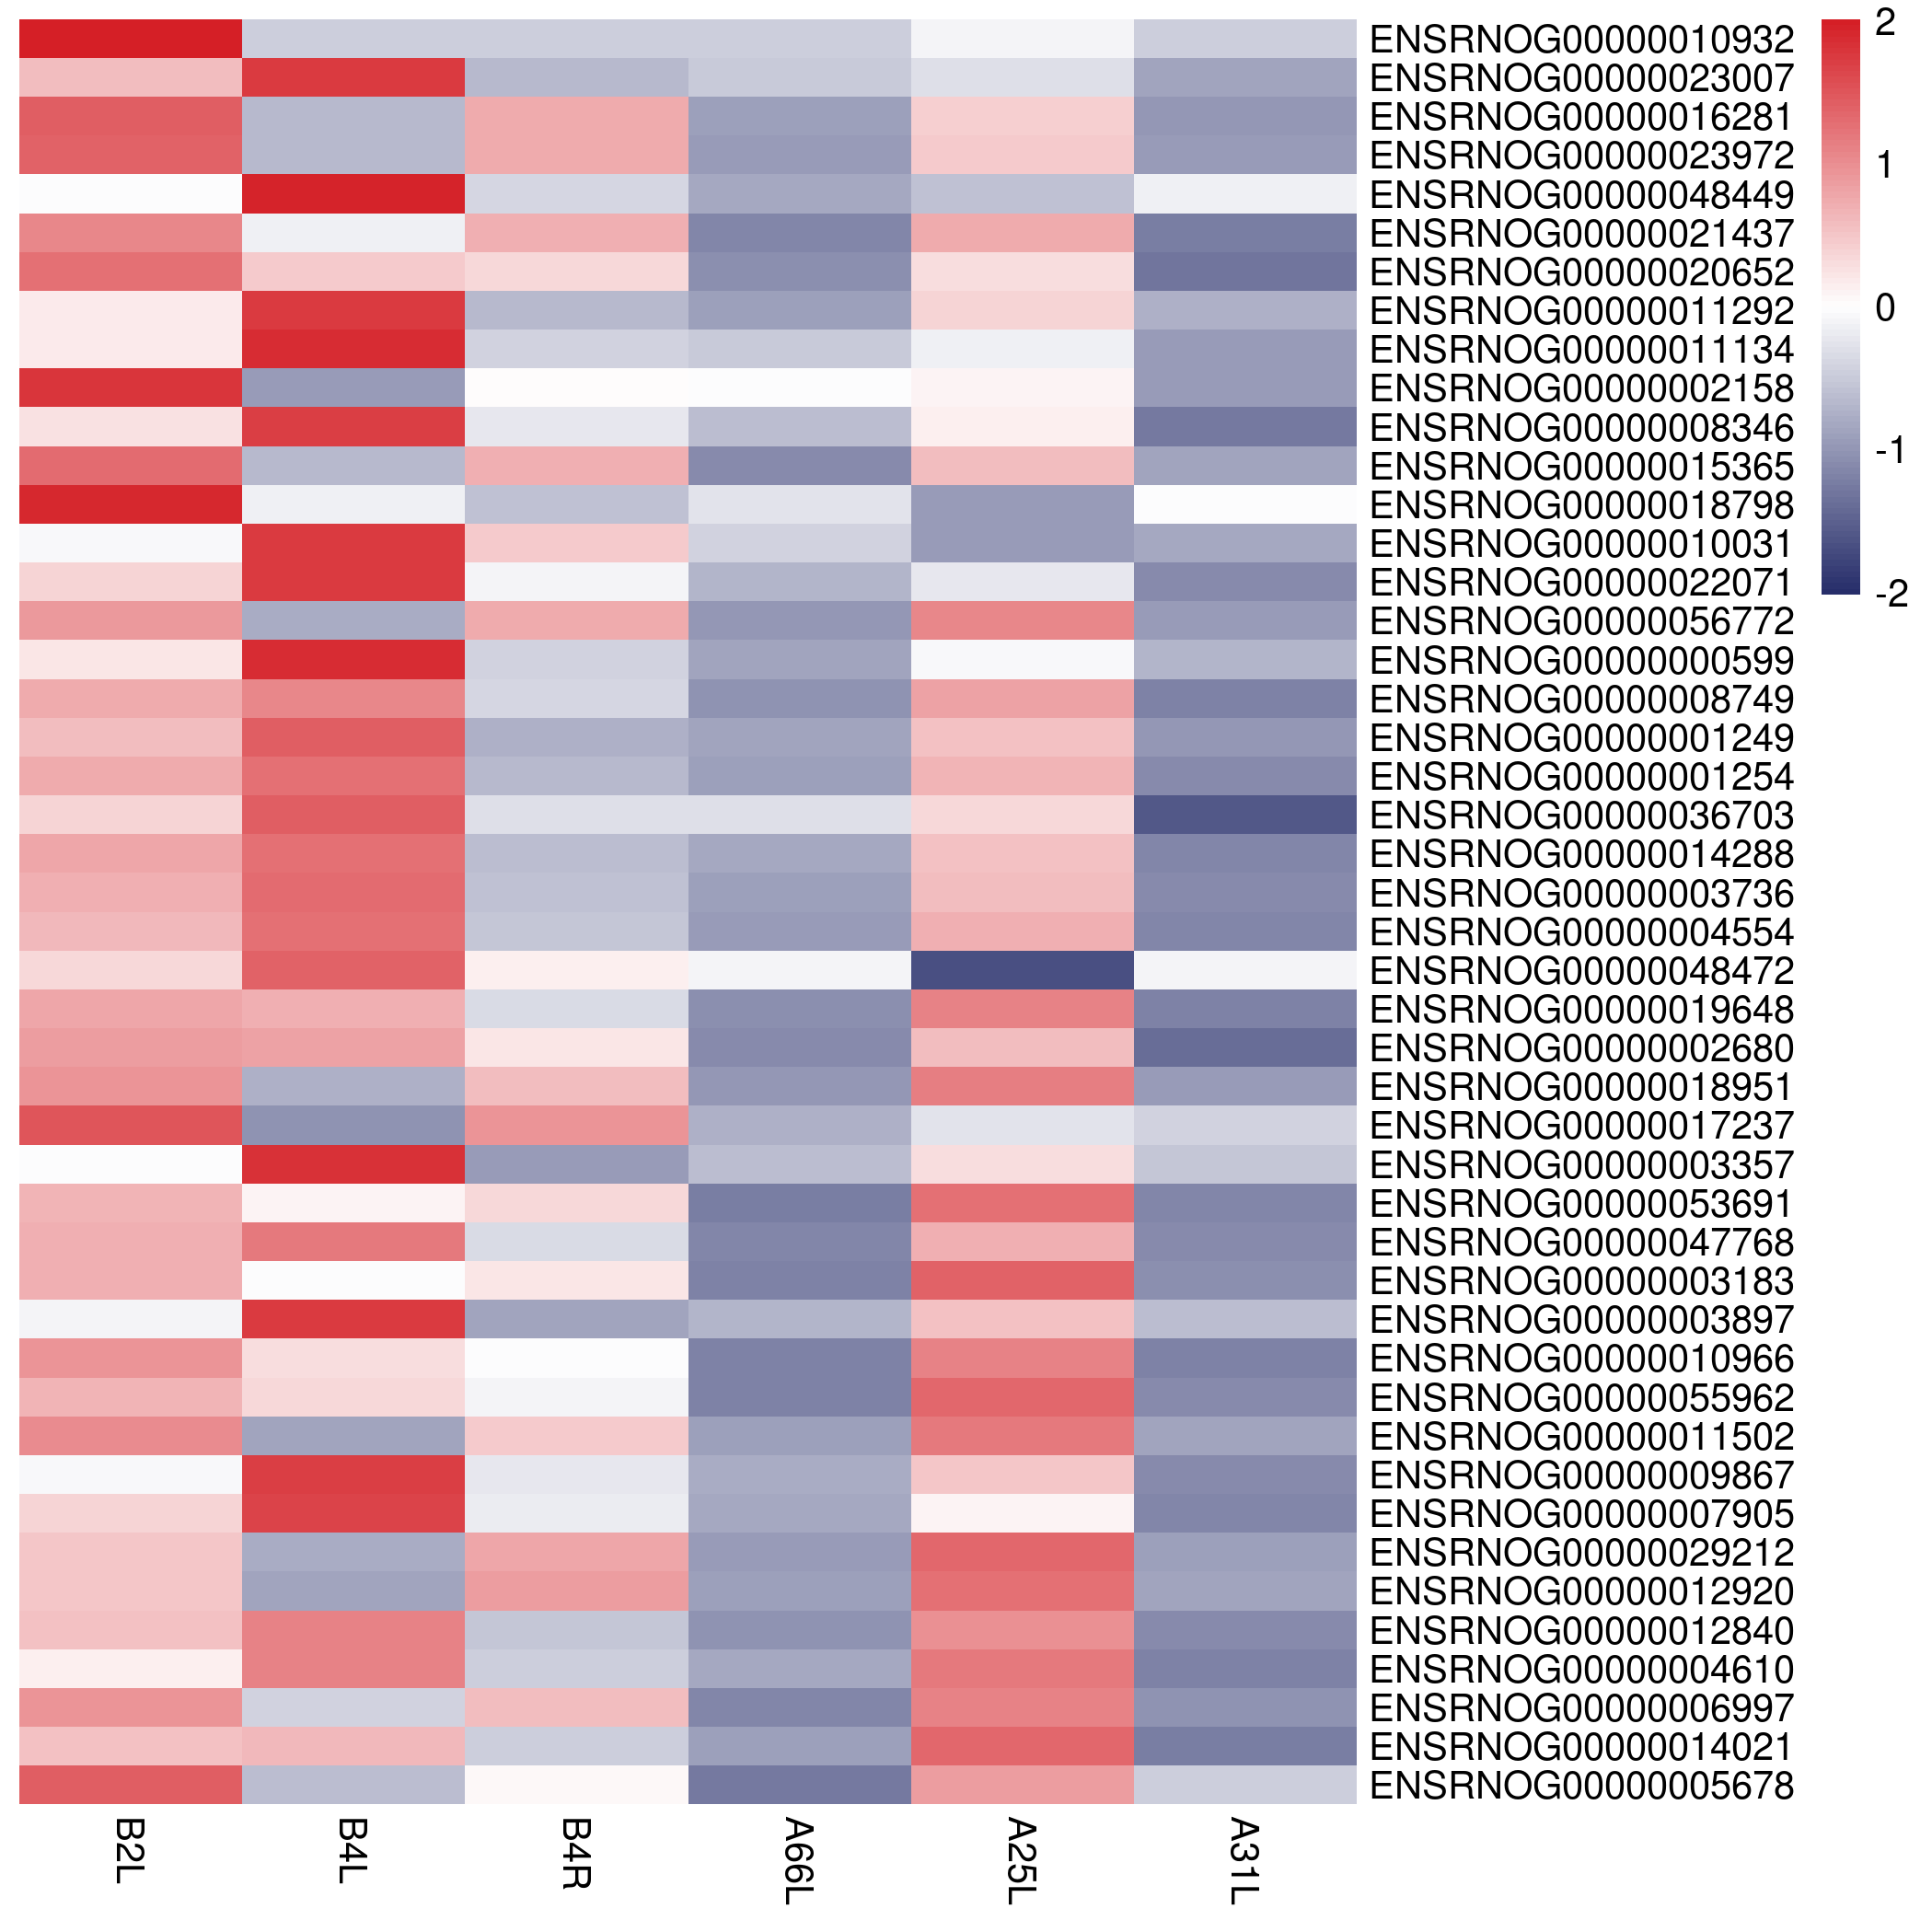 ENSRNOG00000010932
ENSRNOG00000023007
ENSRNOG00000016281
ENSRNOG00000023972
ENSRNOG00000048449
ENSRNOG00000021437
ENSRNOG00000020652
ENSRNOG00000011292
ENSRNOG00000011134
ENSRNOG00000002158
ENSRNOG00000008346
ENSRNOG00000015365
ENSRNOG00000018798
ENSRNOG00000010031
ENSRNOG00000022071
ENSRNOG00000056772
ENSRNOG00000000599
ENSRNOG00000008749
ENSRNOG00000001249
ENSRNOG00000001254
ENSRNOG00000036703
ENSRNOG00000014288
ENSRNOG00000003736
ENSRNOG00000004554
ENSRNOG00000048472
ENSRNOG00000019648
ENSRNOG00000002680
ENSRNOG00000018951
ENSRNOG00000017237
ENSRNOG00000003357
ENSRNOG00000053691
ENSRNOG00000047768
ENSRNOG00000003183
ENSRNOG00000003897
ENSRNOG00000010966
ENSRNOG00000055962
ENSRNOG00000011502
ENSRNOG00000009867
ENSRNOG00000007905
ENSRNOG00000029212
ENSRNOG00000012920
ENSRNOG00000012840
ENSRNOG00000004610
ENSRNOG00000006997
ENSRNOG00000014021
ENSRNOG00000005678
2
1
0
-1
-2
B2L
B4L
B4R
A66L
A25L
A31L